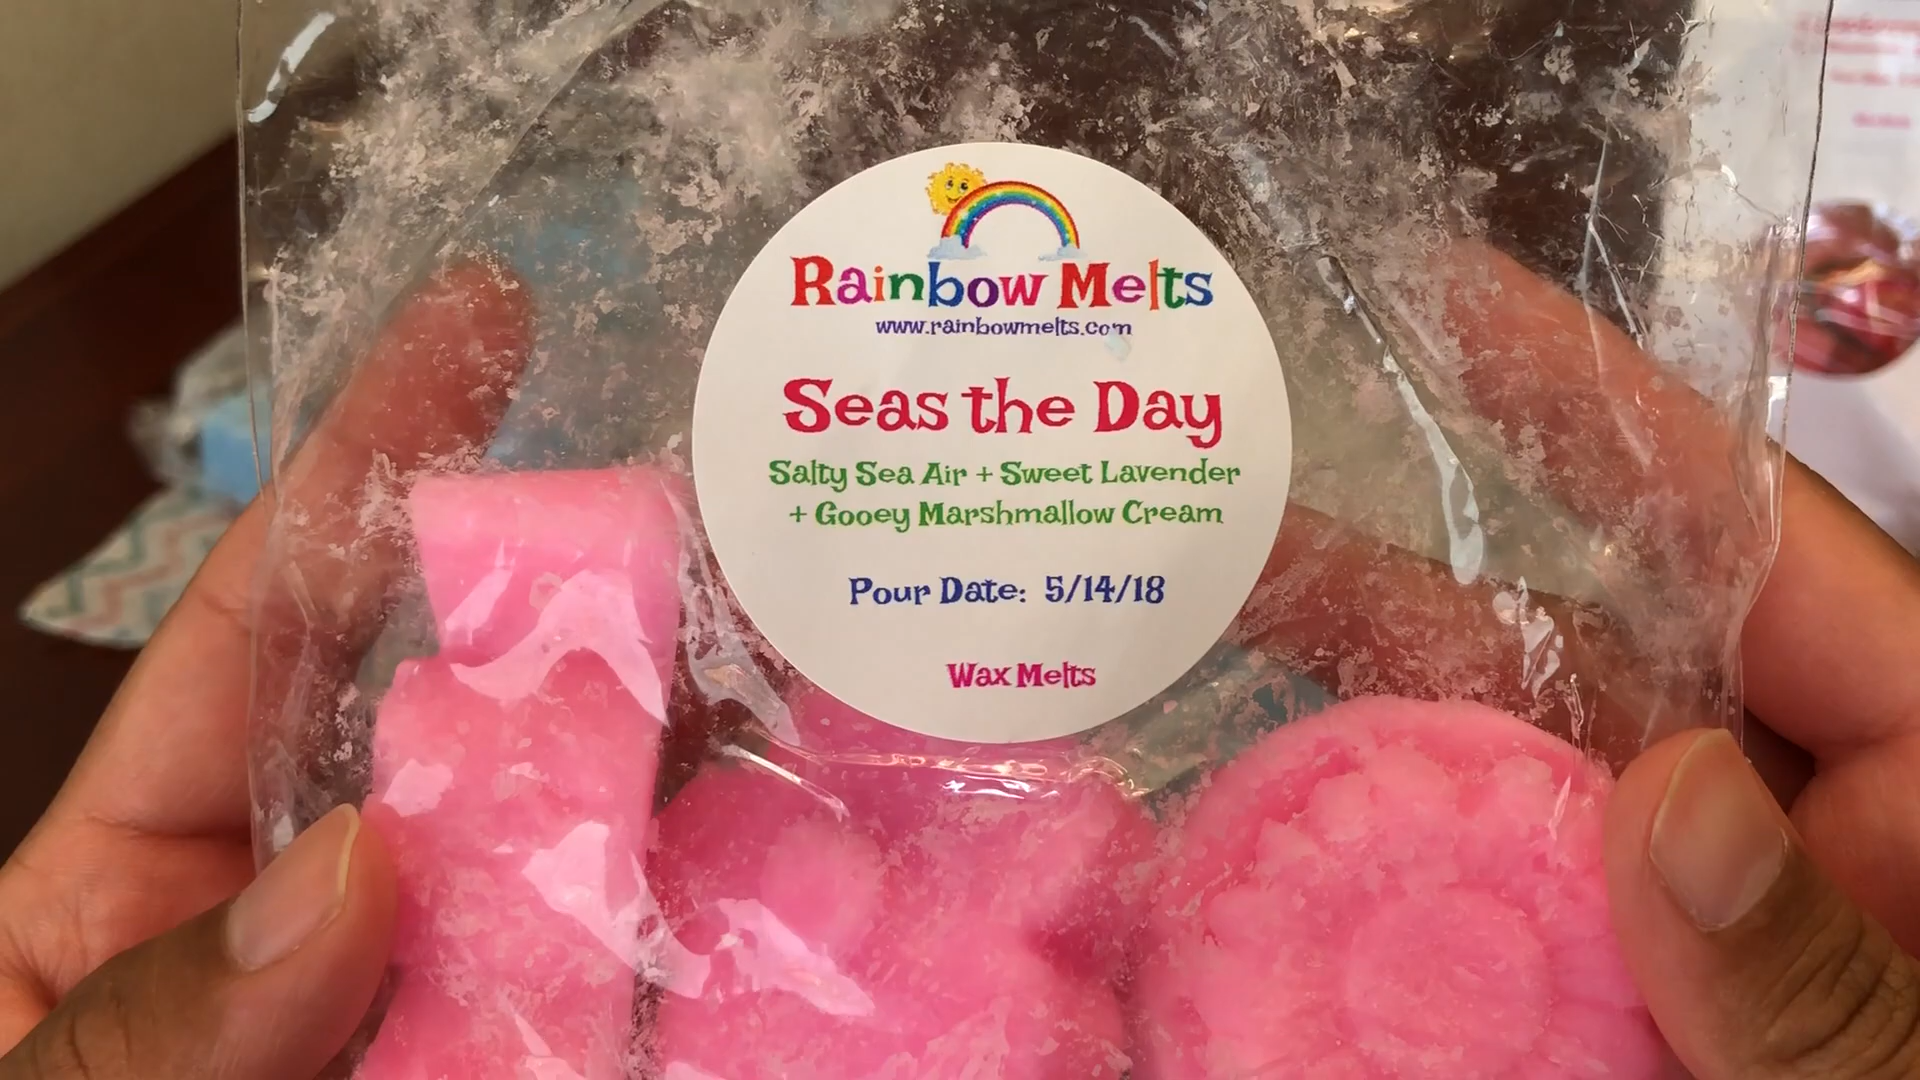 Rainbow Melts
www.rainbowmelts.com
Seas the Day
Salty Sea Air + Sweet Lavender
+ Gooey Marshmallow Cream
Pour Date: 5/14/18
Wax Melts